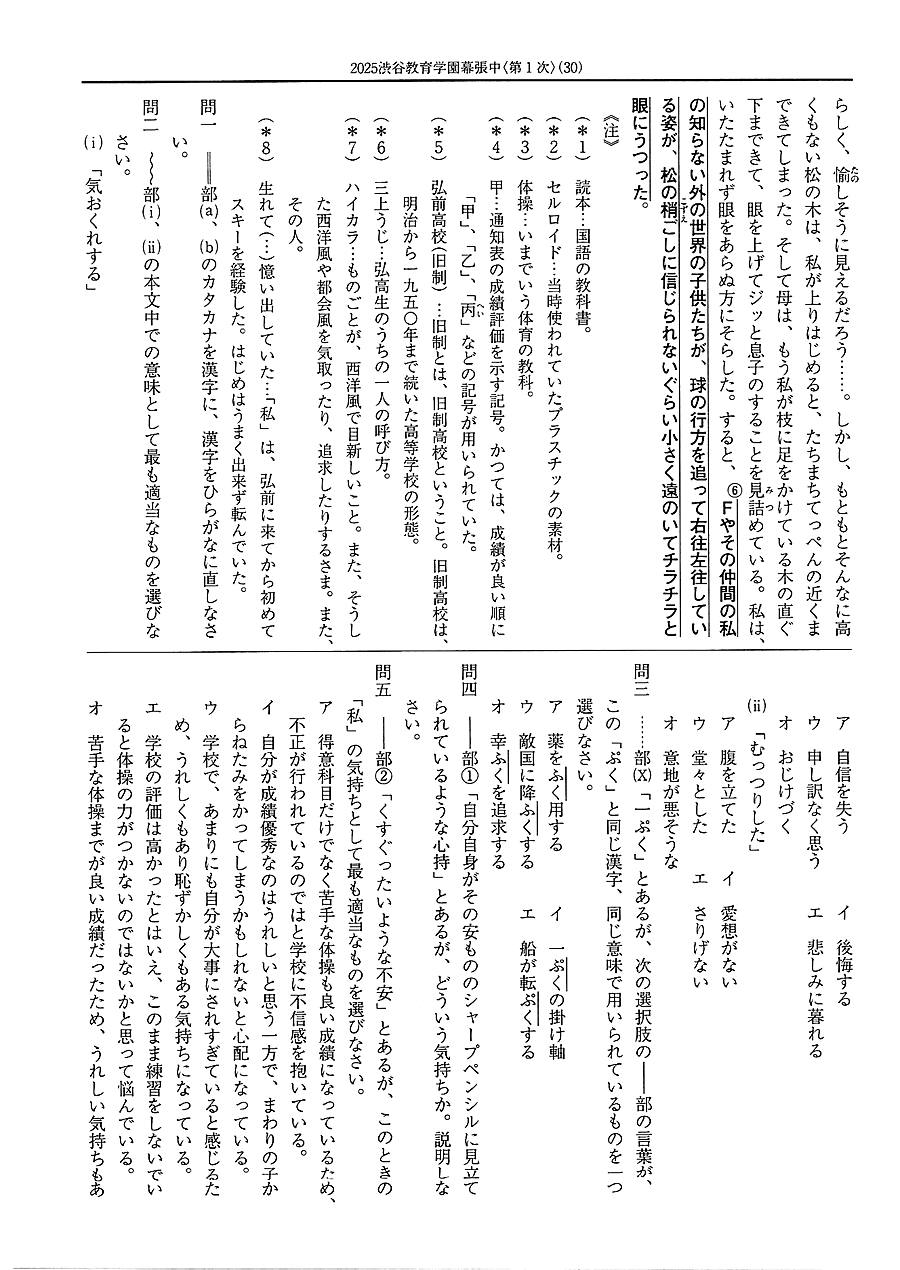 2025渋谷教育学園幕張中〈第1次〉(30)
らしく、愉しそうに見えるだろう……。しかし、もともとそんなに高
くもない松の木は、私が上りはじめると、たちまちてっぺんの近くま
できてしまった。そして母は、もう私が枝に足をかけている木の直ぐ
下まできて、眼を上げてジッと息子のすることを見詰めている。私は、
いたたまれず眼をあらぬ方にそらした。すると、⑥Fやその仲間の私
の知らない外の世界の子供たちが、球の行方を追って右往左往してい
る姿が、松の梢ごしに信じられないぐらい小さく遠のいてチラチラと
眼にうつった。
《注》
(*1) 読本…国語の教科書。
(*2) セルロイド…当時使われていたプラスチックの素材。
(*3) 体操…いまでいう体育の教科。
(*4) 甲…通知表の成績評価を示す記号。かつては、成績が良い順に
「甲」、「乙」、「丙」などの記号が用いられていた。
(*5) 弘前高校(旧制)…旧制とは、旧制高校ということ。旧制高校は、
明治から一九五〇年まで続いた高等学校の形態。
(*6) 三上うじ…弘高生のうちの一人の呼び方。
(*7) ハイカラ…ものごとが、西洋風で目新しいこと。また、そうし
た西洋風や都会風を気取ったり、追求したりするさま。また、
その人。
(*8) 生れて(…)憶い出していた…「私」は、弘前に来てから初めて
スキーを経験した。はじめはうまく出来ず転んでいた。
問一 ══部(a)、(b)のカタカナを漢字に、漢字をひらがなに直しなさ
い。
問二 〜〜部(i)、(ii)の本文中での意味として最も適当なものを選びな
さい。
(i) 「気おくれする」
ア 自信を失う イ 後悔する
ウ 申し訳なく思う エ 悲しみに暮れる
オ おじけづく
(ii) 「むっつりした」
ア 腹を立てた イ 愛想がない
ウ 堂々とした エ さりげない
オ 意地が悪そうな
問三 ……部(X)「一ぷく」とあるが、次の選択肢の――部の言葉が、
この「ぷく」と同じ漢字、同じ意味で用いられているものを一つ
選びなさい。
ア 薬をふく用する イ 一ぷくの掛け軸
ウ 敵国に降ふくする エ 船が転ぷくする
オ 幸ふくを追求する
問四 ――部①「自分自身がその安もののシャープペンシルに見立て
られているような心持」とあるが、どういう気持ちか。説明しな
さい。
問五 ――部②「くすぐったいような不安」とあるが、このときの
「私」の気持ちとして最も適当なものを選びなさい。
ア 得意科目だけでなく苦手な体操も良い成績になっているため、
不正が行われているのではと学校に不信感を抱いている。
イ 自分が成績優秀なのはうれしいと思う一方で、まわりの子か
らねたみをかってしまうかもしれないと心配になっている。
ウ 学校で、あまりにも自分が大事にされすぎていると感じるた
め、うれしくもあり恥ずかしくもある気持ちになっている。
エ 学校の評価は高かったとはいえ、このまま練習をしないでい
ると体操の力がつかないのではないかと思って悩んでいる。
オ 苦手な体操までが良い成績だったため、うれしい気持ちもあ